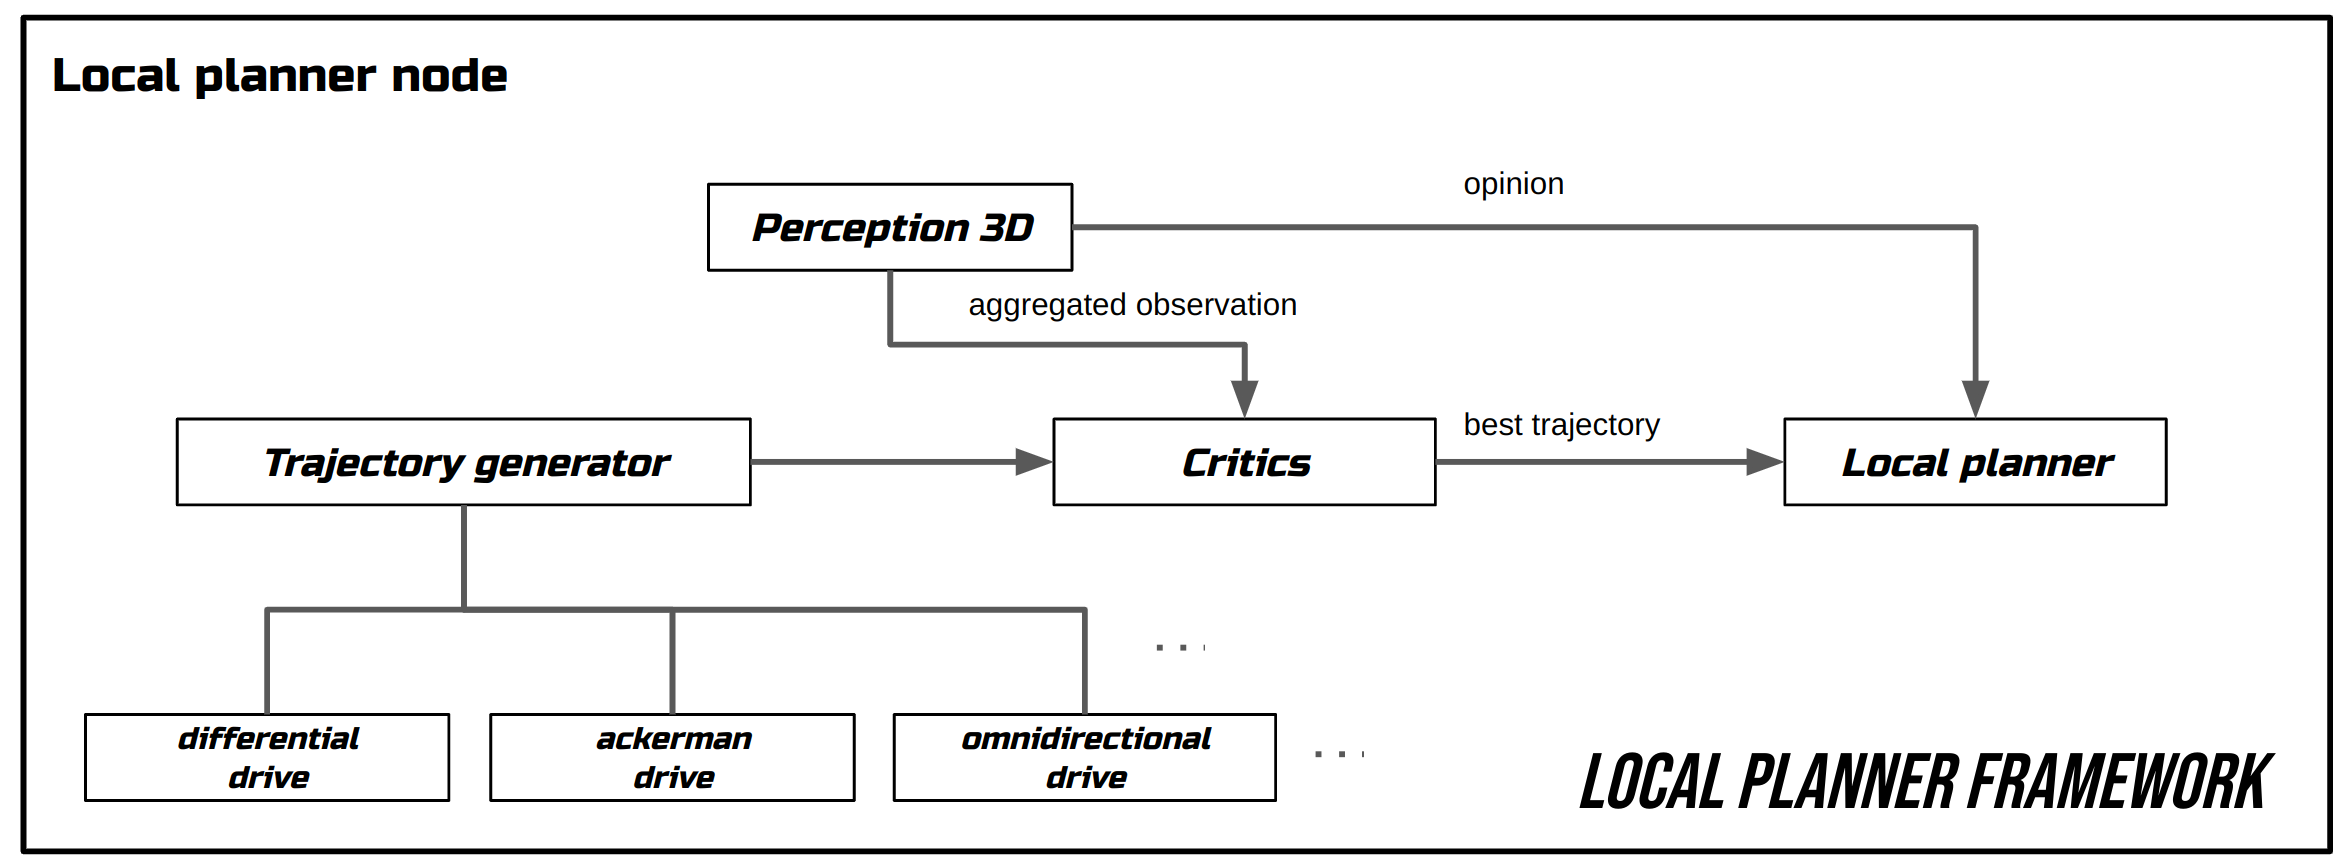 Local planner node
opinion
Perception 3D
aggregated observation
best trajectory
Trajectory generator
Critics
Local planner
. . .
differential
drive
ackerman
drive
omnidirectional
drive
. . .
LOCAL PLANNER FRAMEWORK